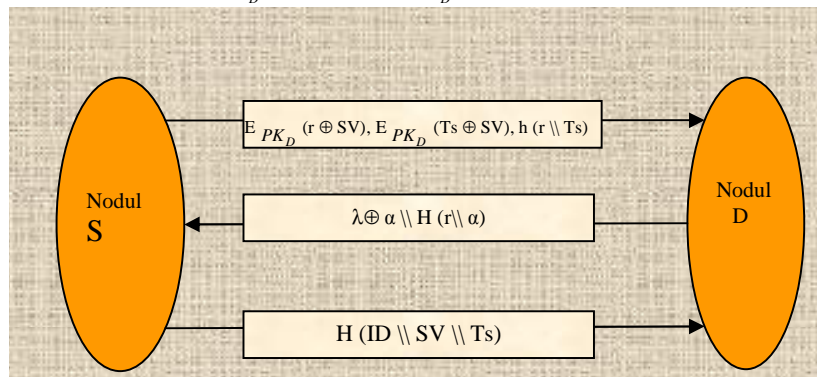 D D
E PK_D (r ⊕ SV), E PK_D (Ts ⊕ SV), h (r \\ Ts)
Nodul
S
Nodul
D
λ⊕ α \\ H (r\\ α)
H (ID \\ SV \\ Ts)